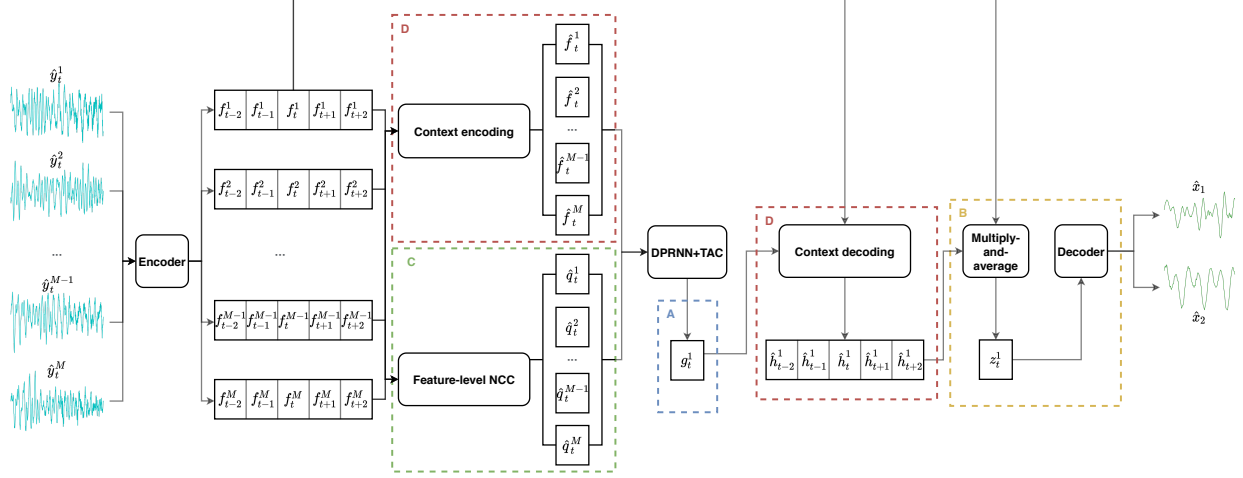 ŷ_t^1
ŷ_t^2
...
ŷ_t^{M-1}
ŷ_t^M
Encoder
f_{t-2}^1 f_{t-1}^1 f_t^1 f_{t+1}^1 f_{t+2}^1
f_{t-2}^2 f_{t-1}^2 f_t^2 f_{t+1}^2 f_{t+2}^2
...
f_{t-2}^{M-1} f_{t-1}^{M-1} f_t^{M-1} f_{t+1}^{M-1} f_{t+2}^{M-1}
f_{t-2}^M f_{t-1}^M f_t^M f_{t+1}^M f_{t+2}^M
D
Context encoding
f̂_t^1
f̂_t^2
...
f̂_t^{M-1}
f̂_t^M
C
Feature-level NCC
q̂_t^1
q̂_t^2
...
q̂_t^{M-1}
q̂_t^M
DPRNN+TAC
A
g_t^1
D
Context decoding
ĥ_{t-2}^1 ĥ_{t-1}^1 ĥ_t^1 ĥ_{t+1}^1 ĥ_{t+2}^1
B
Multiply-
and-
average
z_t^1
Decoder
x̂_1
x̂_2